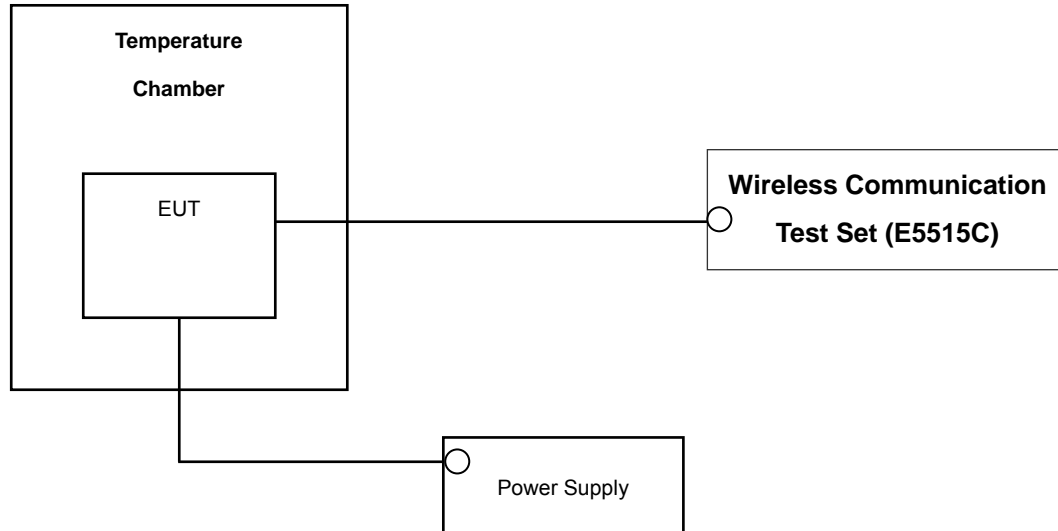 Temperature
Chamber
EUT
Wireless Communication
Test Set (E5515C)
Power Supply